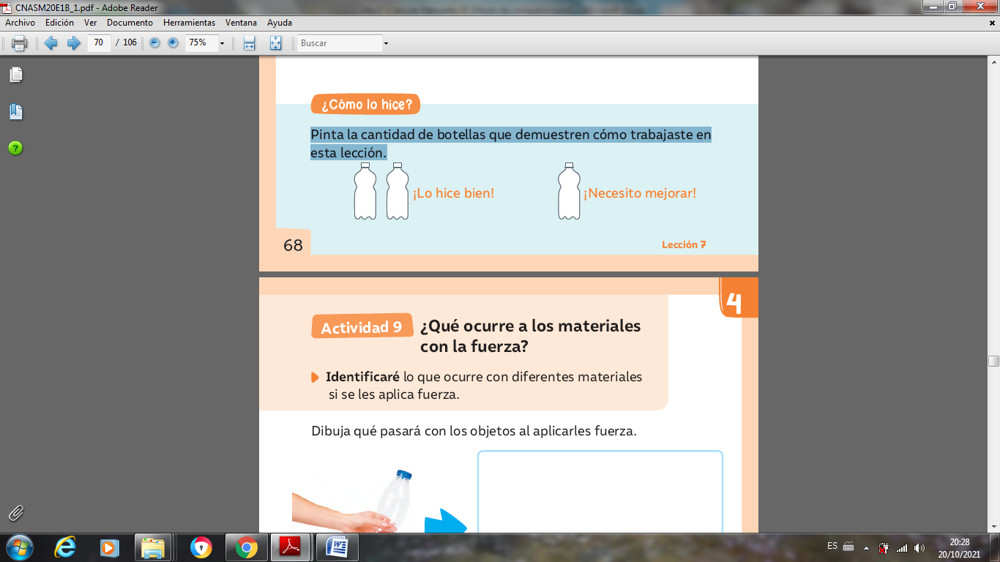 CNASM20E1B_1.pdf - Adobe Reader
Archivo Edición Ver Documento Herramientas Ventana Ayuda
70 / 106 75% Buscar
¿Cómo lo hice?
Pinta la cantidad de botellas que demuestren cómo trabajaste en
esta lección.
¡Lo hice bien! ¡Necesito mejorar!
68 Lección 7
4
Actividad 9 ¿Qué ocurre a los materiales
con la fuerza?
Identificaré lo que ocurre con diferentes materiales
si se les aplica fuerza.
Dibuja qué pasará con los objetos al aplicarles fuerza.
ES 20:28
20/10/2021